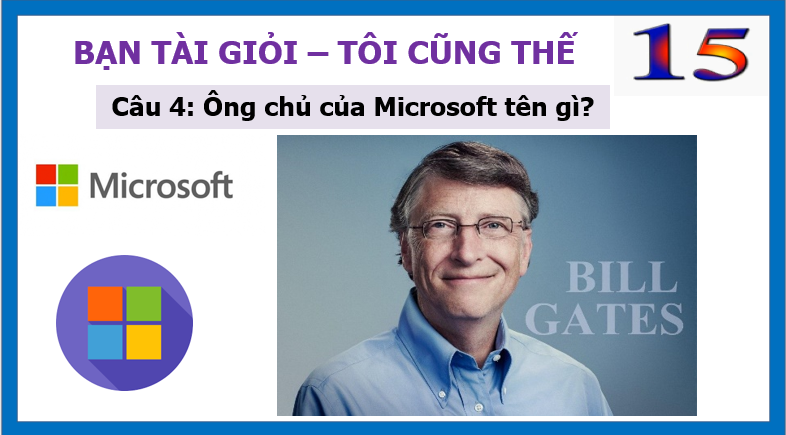 BẠN TÀI GIỎI – TÔI CŨNG THẾ
15
Câu 4: Ông chủ của Microsoft tên gì?
Microsoft
BILL
GATES